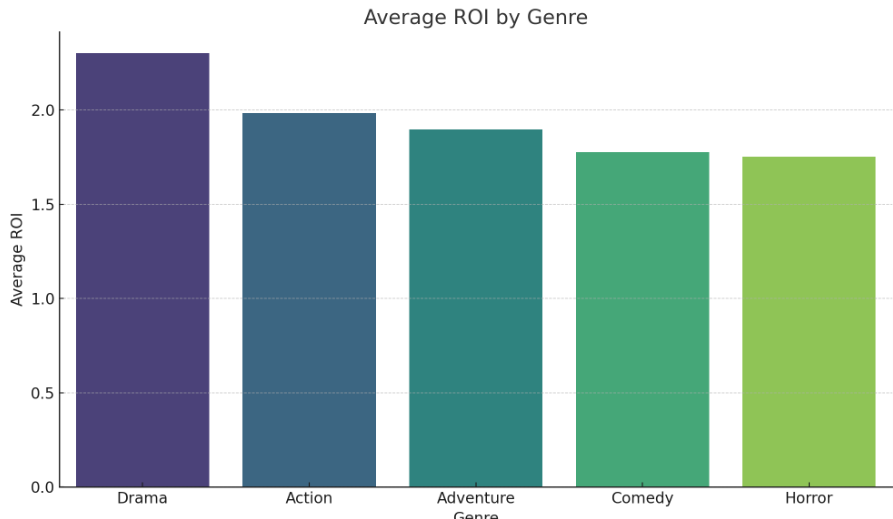 Average ROI by Genre
Average ROI
2.0
1.5
1.0
0.5
0.0
Drama
Action
Adventure
Comedy
Horror
Genre